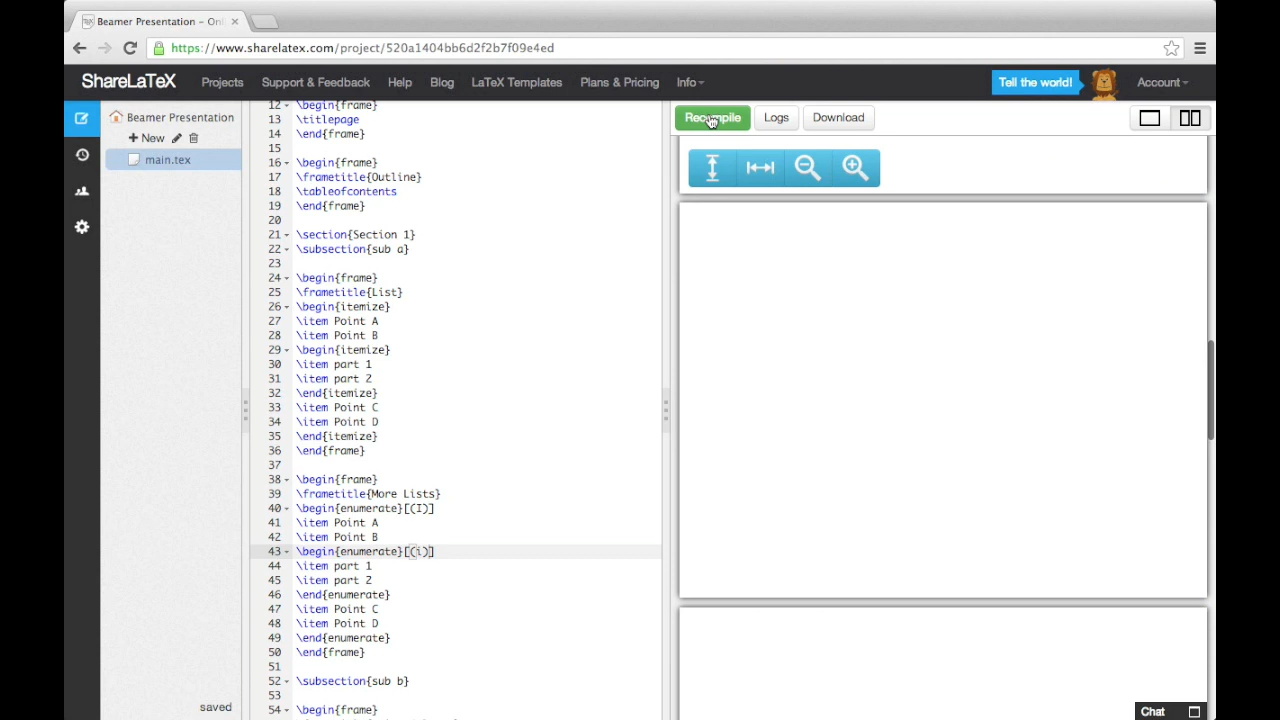 Beamer Presentation – Onl
https://www.sharelatex.com/project/520a1404bb6d2f2b7f09e4ed
ShareLaTeX Projects Support & Feedback Help Blog LaTeX Templates Plans & Pricing Info Tell the world! Account
Beamer Presentation
New
main.tex
saved
12 \begin{frame}
13 \titlepage
14 \end{frame}
15
16 \begin{frame}
17 \frametitle{Outline}
18 \tableofcontents
19 \end{frame}
20
21 \section{Section 1}
22 \subsection{sub a}
23
24 \begin{frame}
25 \frametitle{List}
26 \begin{itemize}
27 \item Point A
28 \item Point B
29 \begin{itemize}
30 \item part 1
31 \item part 2
32 \end{itemize}
33 \item Point C
34 \item Point D
35 \end{itemize}
36 \end{frame}
37
38 \begin{frame}
39 \frametitle{More Lists}
40 \begin{enumerate}[(I)]
41 \item Point A
42 \item Point B
43 \begin{enumerate}[(i)]
44 \item part 1
45 \item part 2
46 \end{enumerate}
47 \item Point C
48 \item Point D
49 \end{enumerate}
50 \end{frame}
51
52 \subsection{sub b}
53
54 \begin{frame}
Recompile Logs Download
Chat